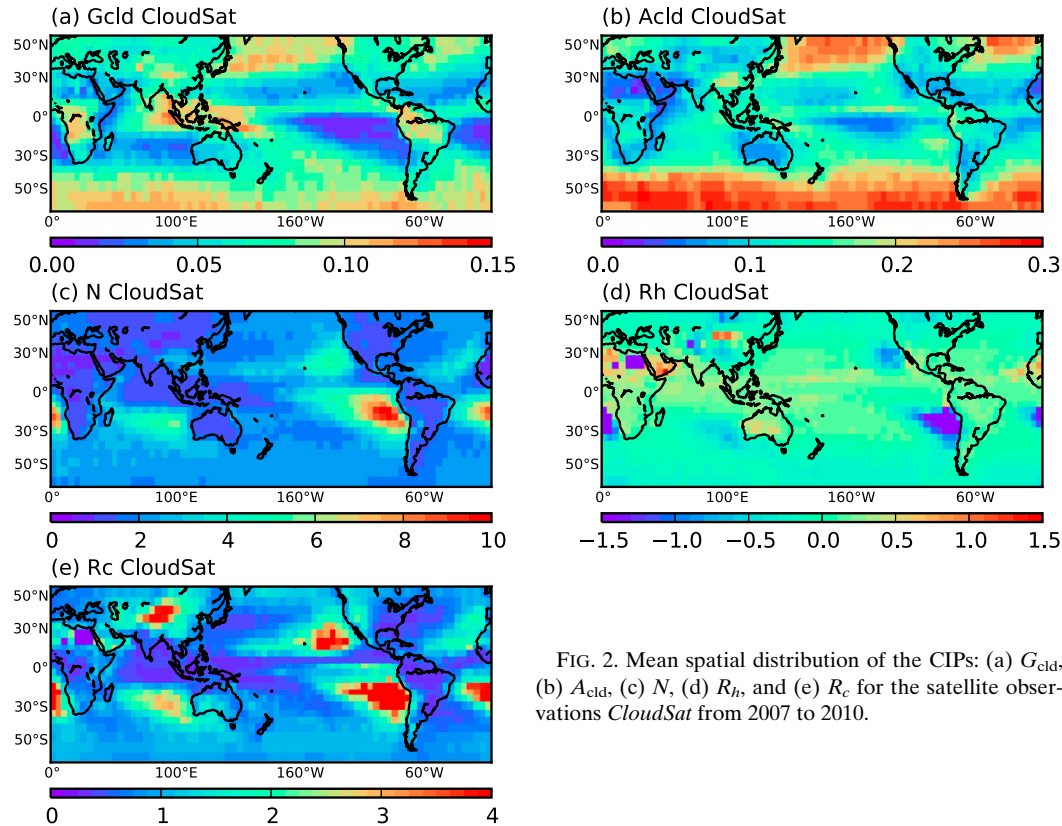 (a) Gcld CloudSat
50°N
30°N
0°
30°S
50°S
0° 100°E 160°W 60°W
0.00 0.05 0.10 0.15
(b) Acld CloudSat
50°N
30°N
0°
30°S
50°S
0° 100°E 160°W 60°W
0.0 0.1 0.2 0.3
(c) N CloudSat
50°N
30°N
0°
30°S
50°S
0° 100°E 160°W 60°W
0 2 4 6 8 10
(d) Rh CloudSat
50°N
30°N
0°
30°S
50°S
0° 100°E 160°W 60°W
−1.5 −1.0 −0.5 0.0 0.5 1.0 1.5
(e) Rc CloudSat
50°N
30°N
0°
30°S
50°S
0° 100°E 160°W 60°W
0 1 2 3 4
FIG. 2. Mean spatial distribution of the CIPs: (a) G_cld,
(b) A_cld, (c) N, (d) R_h, and (e) R_c for the satellite obser-
vations CloudSat from 2007 to 2010.